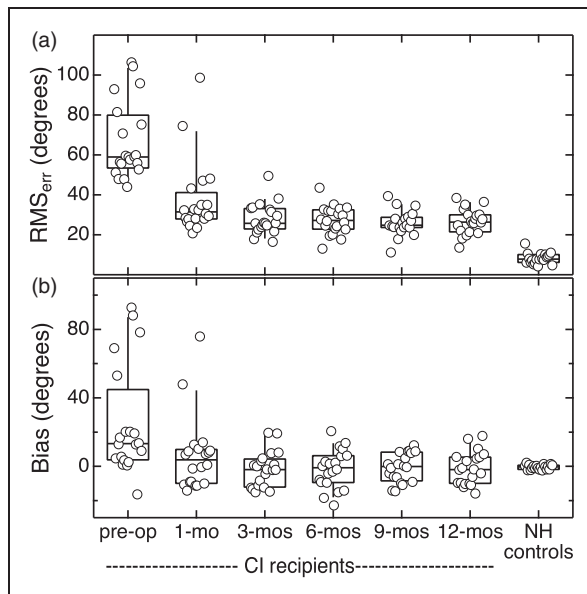 (a)
RMSerr (degrees)
100
80
60
40
20
(b)
Bias (degrees)
80
40
0
pre-op 1-mo 3-mos 6-mos 9-mos 12-mos NH controls
---------------- CI recipients ----------------